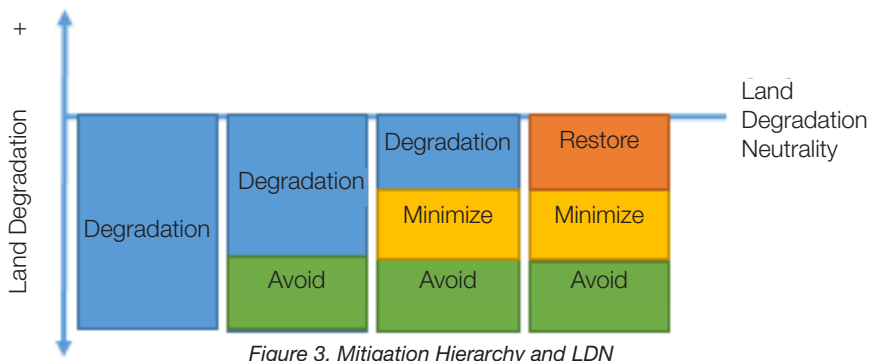 +
Land Degradation
Degradation
Degradation
Avoid
Degradation
Minimize
Avoid
Restore
Minimize
Avoid
Land
Degradation
Neutrality
Figure 3. Mitigation Hierarchy and LDN